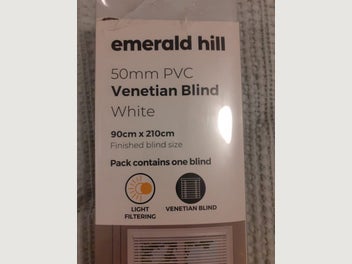 emerald hill
50mm PVC
Venetian Blind
White
90cm x 210cm
Finished blind size
Pack contains one blind
LIGHT
FILTERING
VENETIAN BLIND